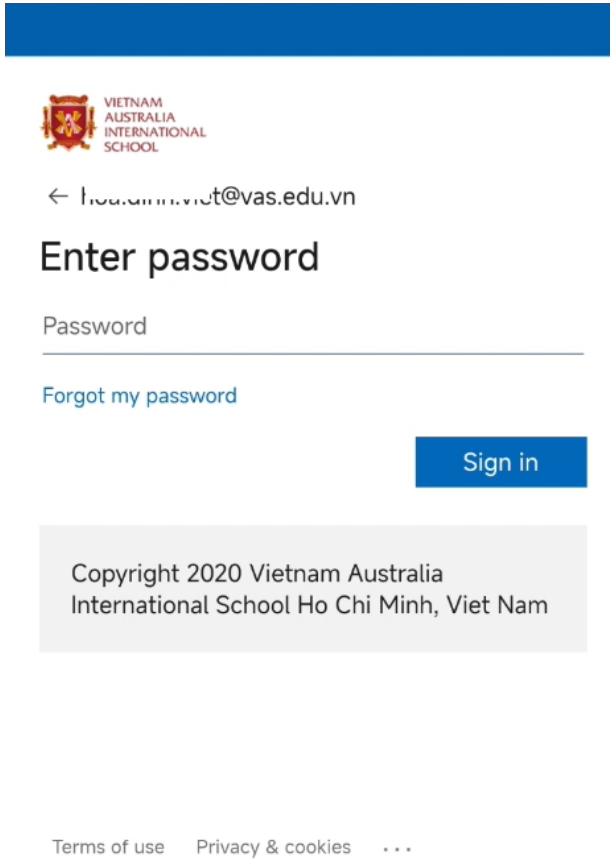 VIETNAM
AUSTRALIA
INTERNATIONAL
SCHOOL
t@vas.edu.vn
Enter password
Password
Forgot my password
Sign in
Copyright 2020 Vietnam Australia
International School Ho Chi Minh, Viet Nam
Terms of use Privacy & cookies ...